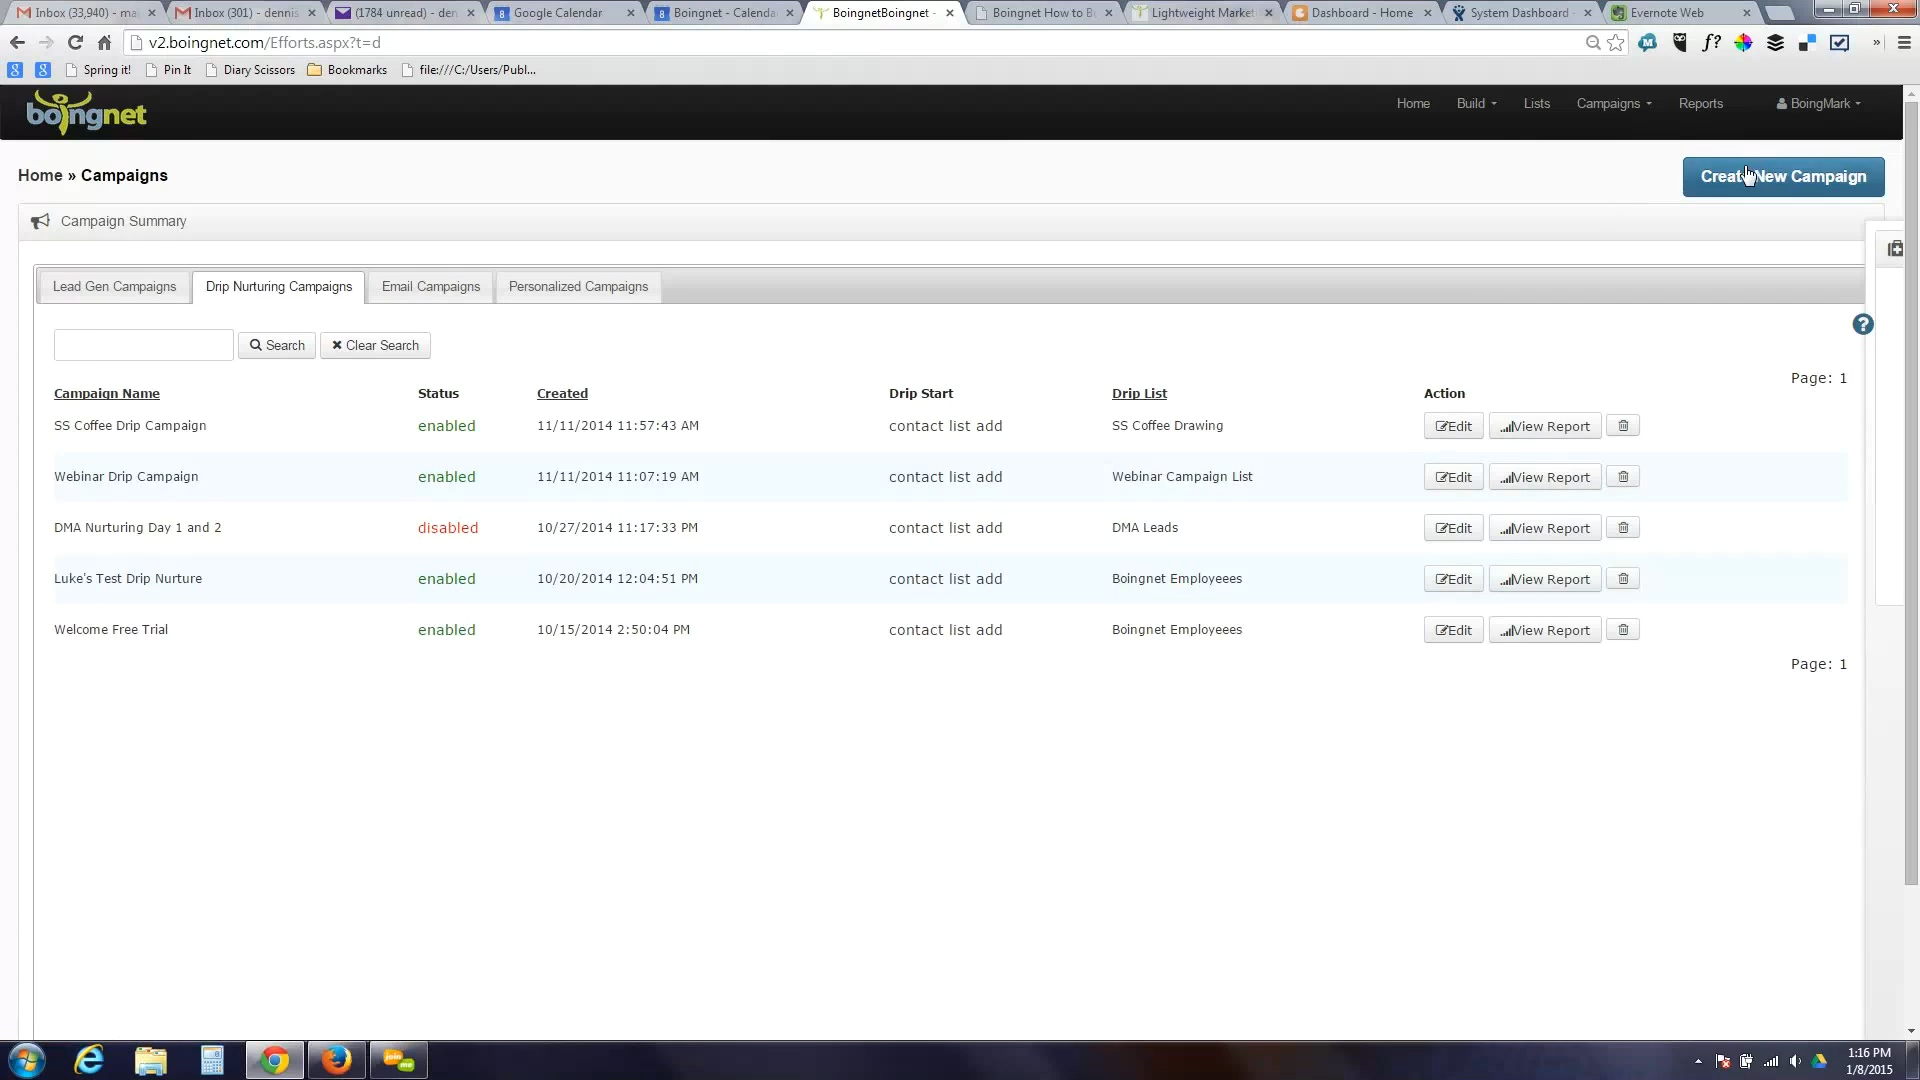 Inbox (33,940) - ma
Inbox (301) - dennis
(1784 unread) - den
Google Calendar
Boingnet - Calenda
BoingnetBoingnet -
Boingnet How to Bu
Lightweight Market
Dashboard - Home
System Dashboard -
Evernote Web
v2.boingnet.com/Efforts.aspx?t=d
Spring it!
Pin It
Diary Scissors
Bookmarks
file:///C:/Users/Publ...
boingnet
Home
Build
Lists
Campaigns
Reports
BoingMark
Home » Campaigns
Create New Campaign
Campaign Summary
Lead Gen Campaigns
Drip Nurturing Campaigns
Email Campaigns
Personalized Campaigns
Search
Clear Search
Page: 1
Campaign Name Status Created Drip Start Drip List Action
SS Coffee Drip Campaign enabled 11/11/2014 11:57:43 AM contact list add SS Coffee Drawing Edit View Report
Webinar Drip Campaign enabled 11/11/2014 11:07:19 AM contact list add Webinar Campaign List Edit View Report
DMA Nurturing Day 1 and 2 disabled 10/27/2014 11:17:33 PM contact list add DMA Leads Edit View Report
Luke's Test Drip Nurture enabled 10/20/2014 12:04:51 PM contact list add Boingnet Employeees Edit View Report
Welcome Free Trial enabled 10/15/2014 2:50:04 PM contact list add Boingnet Employeees Edit View Report
Page: 1
join me
1:16 PM
1/8/2015